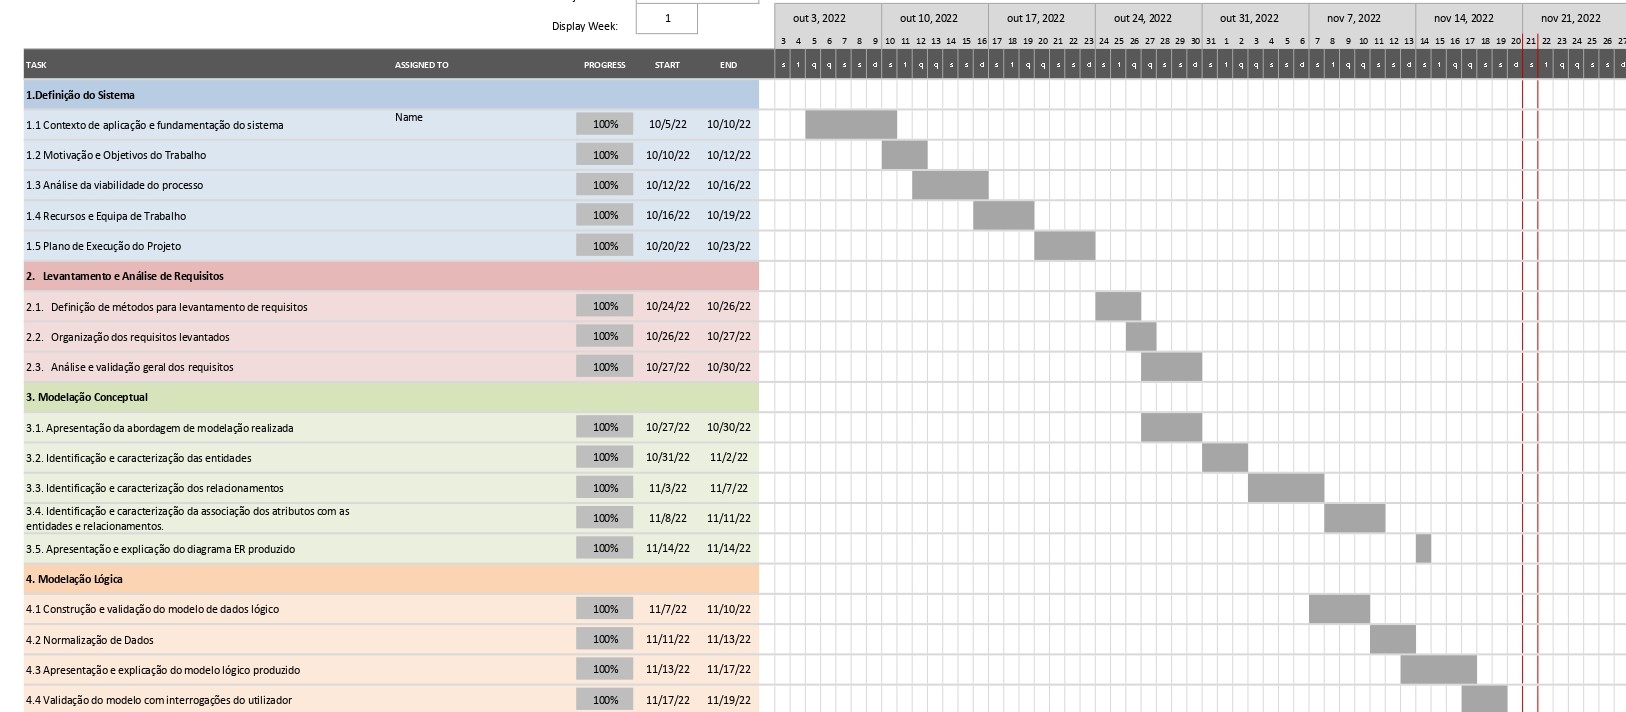 Display Week: 1
out 3, 2022 out 10, 2022 out 17, 2022 out 24, 2022 out 31, 2022 nov 7, 2022 nov 14, 2022 nov 21, 2022
3 4 5 6 7 8 9 10 11 12 13 14 15 16 17 18 19 20 21 22 23 24 25 26 27 28 29 30 31 1 2 3 4 5 6 7 8 9 10 11 12 13 14 15 16 17 18 19 20 21 22 23 24 25 26 27
TASK ASSIGNED TO PROGRESS START END s t q q s s d s t q q s s d s t q q s s d s t q q s s d s t q q s s d s t q q s s d s t q q s s d s t q q s s d
1.Definição do Sistema
Name
1.1 Contexto de aplicação e fundamentação do sistema 100% 10/5/22 10/10/22
1.2 Motivação e Objetivos do Trabalho 100% 10/10/22 10/12/22
1.3 Análise da viabilidade do processo 100% 10/12/22 10/16/22
1.4 Recursos e Equipa de Trabalho 100% 10/16/22 10/19/22
1.5 Plano de Execução do Projeto 100% 10/20/22 10/23/22
2. Levantamento e Análise de Requisitos
2.1. Definição de métodos para levantamento de requisitos 100% 10/24/22 10/26/22
2.2. Organização dos requisitos levantados 100% 10/26/22 10/27/22
2.3. Análise e validação geral dos requisitos 100% 10/27/22 10/30/22
3. Modelação Conceptual
3.1. Apresentação da abordagem de modelação realizada 100% 10/27/22 10/30/22
3.2. Identificação e caracterização das entidades 100% 10/31/22 11/2/22
3.3. Identificação e caracterização dos relacionamentos 100% 11/3/22 11/7/22
3.4. Identificação e caracterização da associação dos atributos com as
entidades e relacionamentos. 100% 11/8/22 11/11/22
3.5. Apresentação e explicação do diagrama ER produzido 100% 11/14/22 11/14/22
4. Modelação Lógica
4.1 Construção e validação do modelo de dados lógico 100% 11/7/22 11/10/22
4.2 Normalização de Dados 100% 11/11/22 11/13/22
4.3 Apresentação e explicação do modelo lógico produzido 100% 11/13/22 11/17/22
4.4 Validação do modelo com interrogações do utilizador 100% 11/17/22 11/19/22